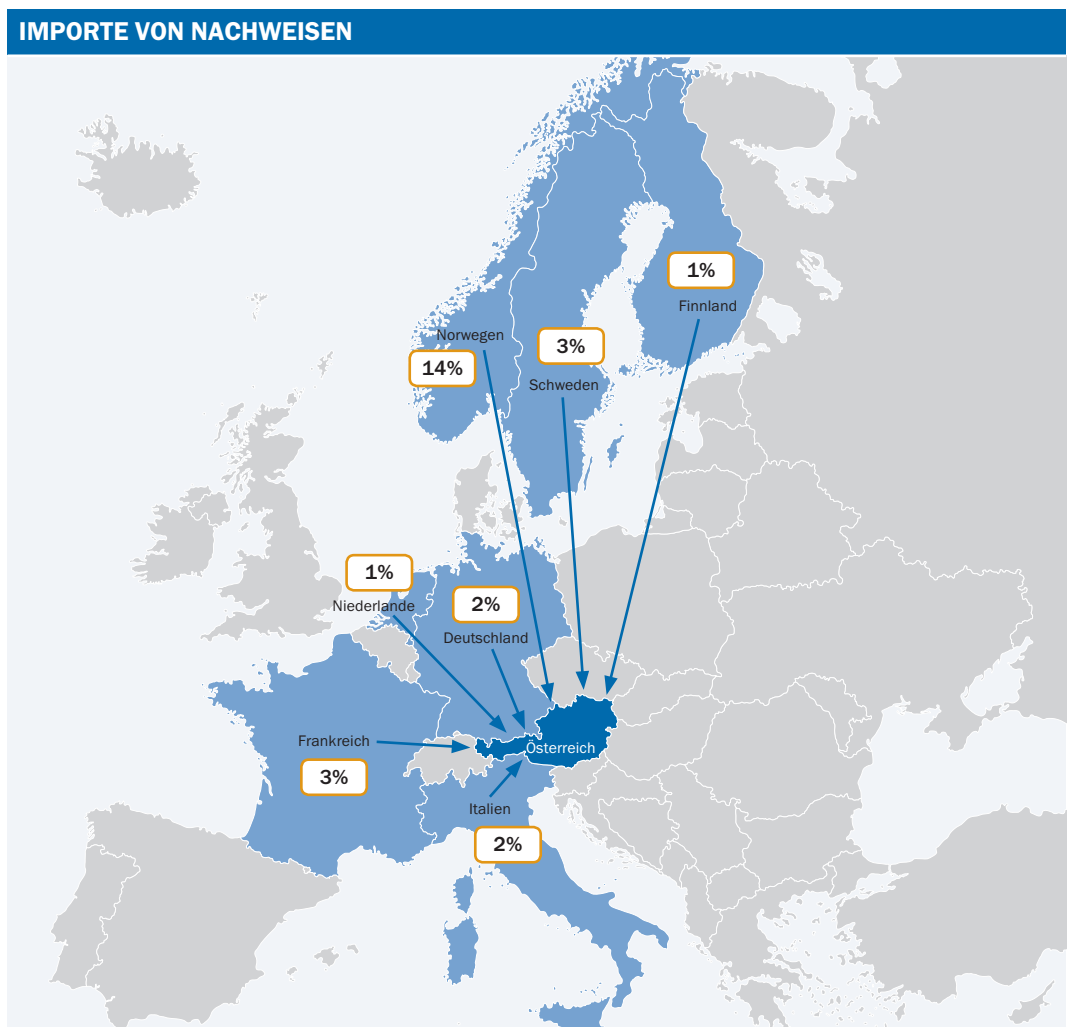 IMPORTE VON NACHWEISEN
1%
Finnland
Norwegen
14%
3%
Schweden
1%
Niederlande
2%
Deutschland
Frankreich
3%
Österreich
Italien
2%